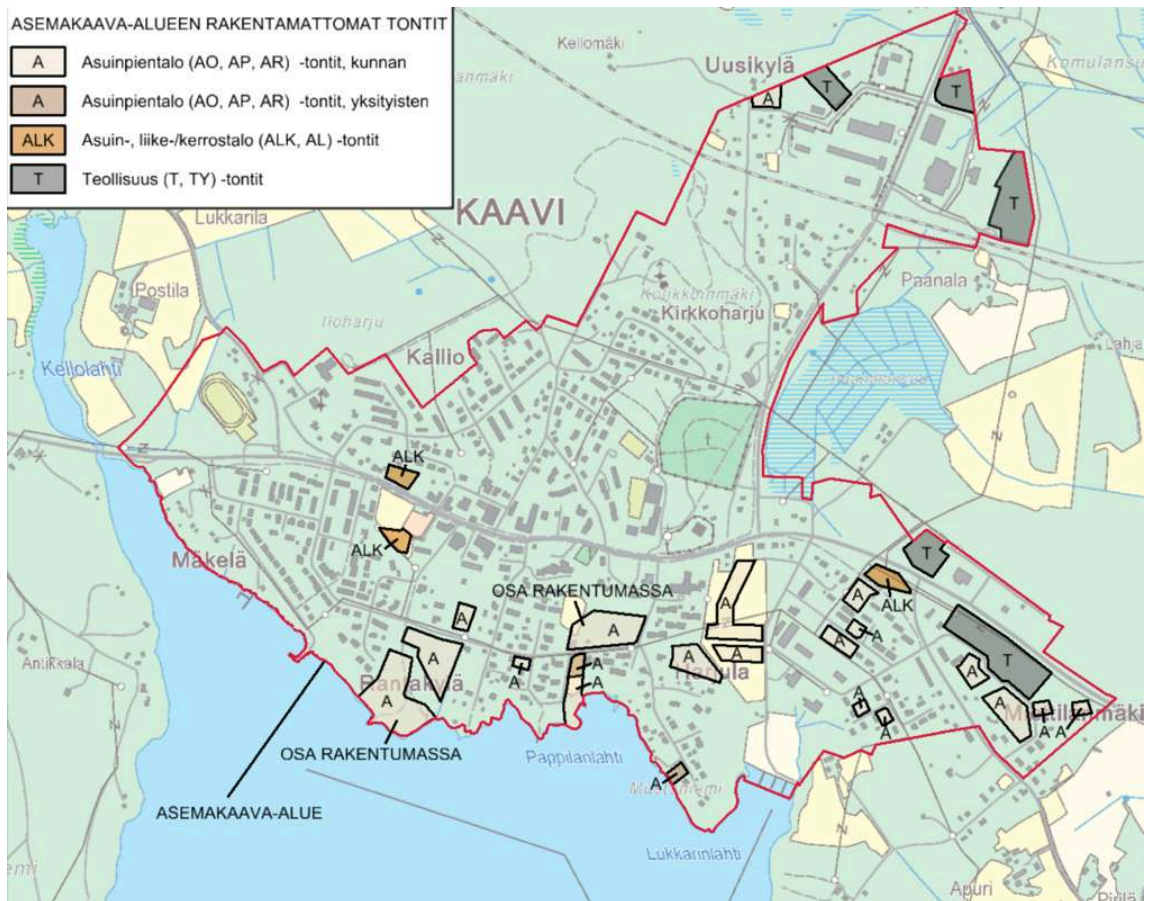 ASEMAKAAVA-ALUEEN RAKENTAMATTOMAT TONTIT
A Asuinpientalo (AO, AP, AR) -tontit, kunnan
A Asuinpientalo (AO, AP, AR) -tontit, yksityisten
ALK Asuin-, liike-/kerrostalo (ALK, AL) -tontit
T Teollisuus (T, TY) -tontit
Kellomäki
Uusikylä
A
T
T
T
Lukkarila
KAAVI
Postila
Iloharju
Kirkkoharju
Paanala
Kallio
Kellolahti
N
ALK
ALK
Mäkelä
OSA RAKENTUMASSA
T
A
ALK
A
A
A
A
A
T
Antikkala
Rantakylä
A
A
A
A
A
A
A
Harjula
A
A
A
A
A
A
A
A
OSA RAKENTUMASSA
Pappilanlahti
A
ASEMAKAAVA-ALUE
Lukkarinlahti
Apuri
Pirilä